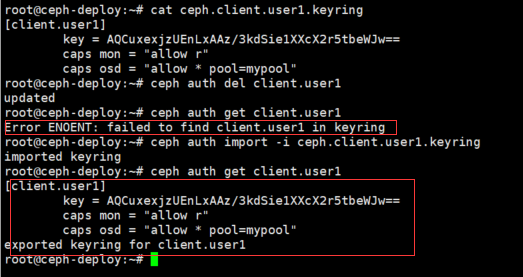 root@ceph-deploy:~# cat ceph.client.user1.keyring
[client.user1]
        key = AQCuxexjzUEnLxAAz/3kdSie1XXcX2r5tbeWJw==
        caps mon = "allow r"
        caps osd = "allow * pool=mypool"
root@ceph-deploy:~# ceph auth del client.user1
updated
root@ceph-deploy:~# ceph auth get client.user1
Error ENOENT: failed to find client.user1 in keyring
root@ceph-deploy:~# ceph auth import -i ceph.client.user1.keyring
imported keyring
root@ceph-deploy:~# ceph auth get client.user1
[client.user1]
        key = AQCuxexjzUEnLxAAz/3kdSie1XXcX2r5tbeWJw==
        caps mon = "allow r"
        caps osd = "allow * pool=mypool"
exported keyring for client.user1
root@ceph-deploy:~#